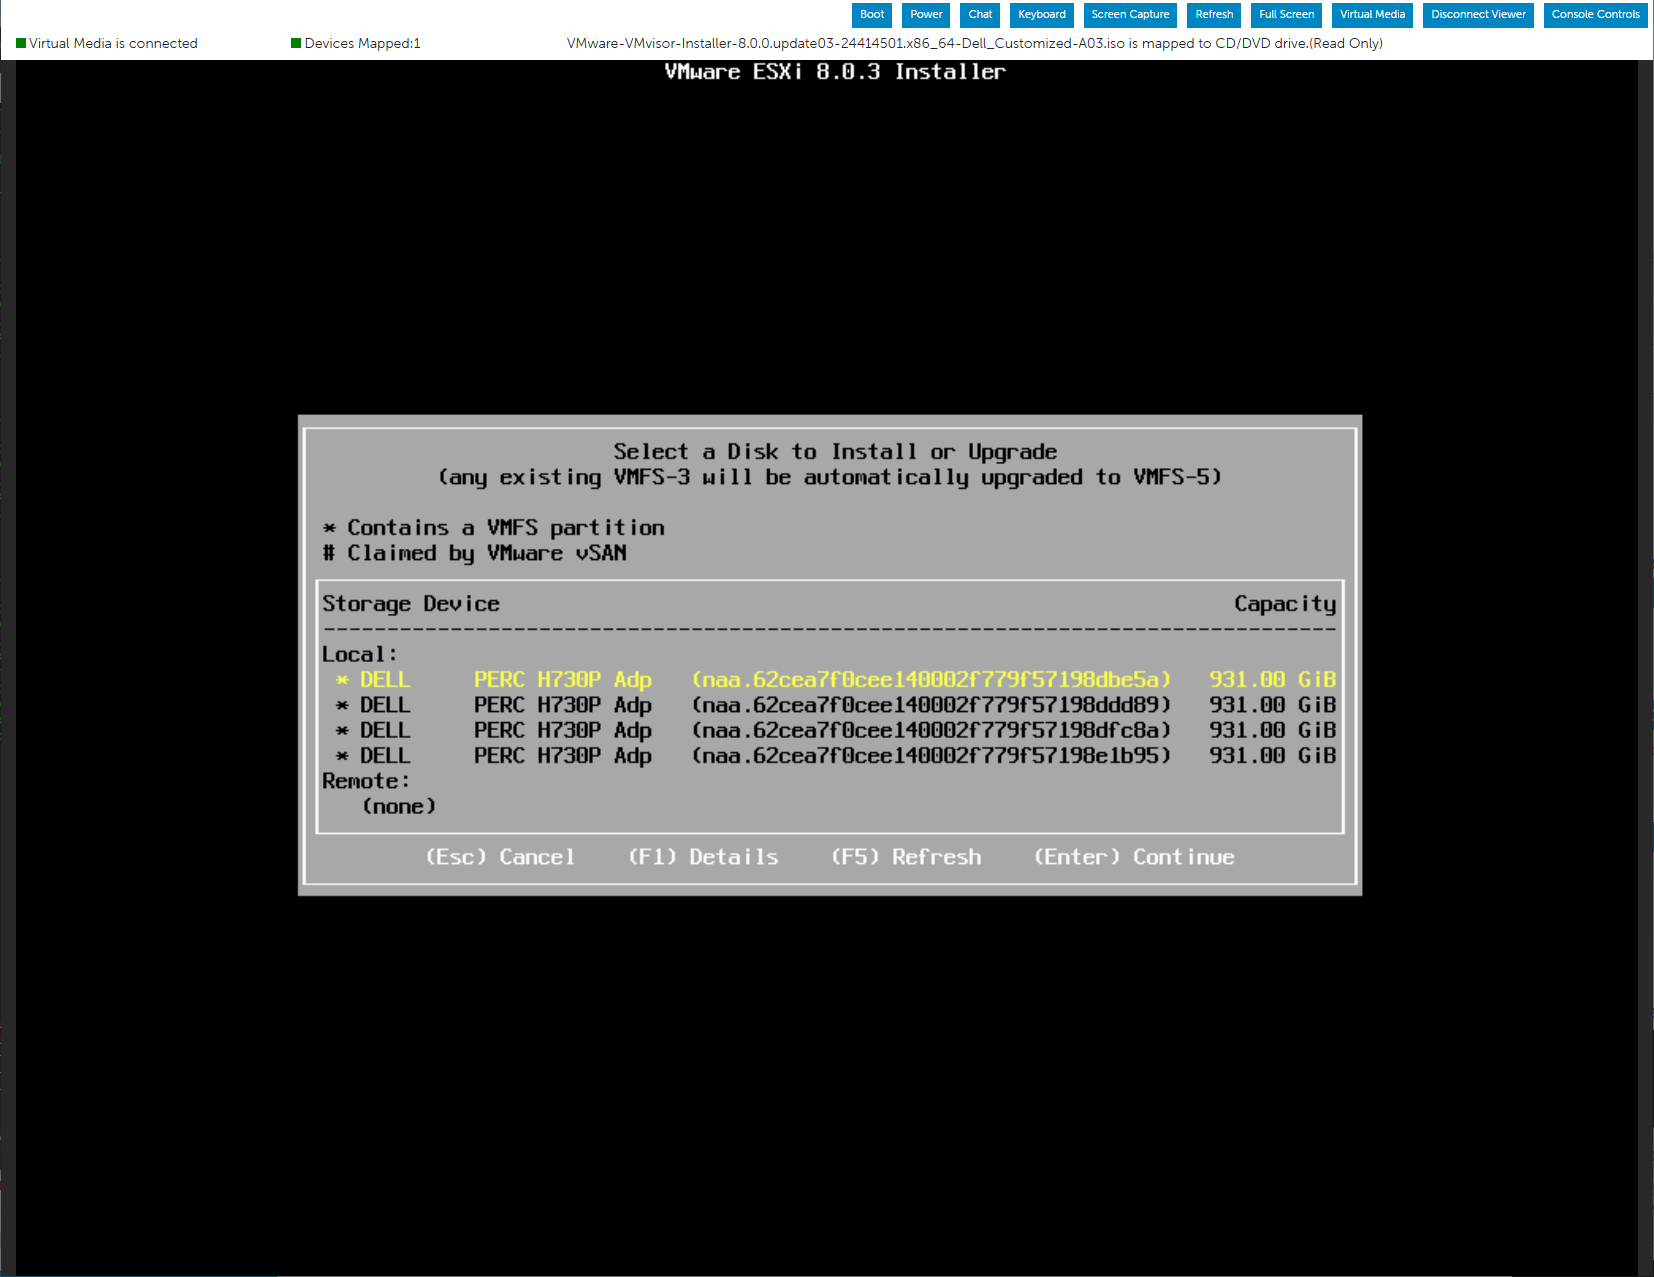 Boot Power Chat Keyboard Screen Capture Refresh Full Screen Virtual Media Disconnect Viewer Console Controls
Virtual Media is connected Devices Mapped:1 VMware-VMvisor-Installer-8.0.0.update03-24414501.x86_64-Dell_Customized-A03.iso is mapped to CD/DVD drive.(Read Only)
VMware ESXi 8.0.3 Installer
Select a Disk to Install or Upgrade
(any existing VMFS-3 will be automatically upgraded to VMFS-5)
* Contains a VMFS partition
# Claimed by VMware vSAN
Storage Device Capacity
--------------------------------------------------------------------------------
Local:
* DELL PERC H730P Adp (naa.62cea7f0cee140002f779f57198dbe5a) 931.00 GiB
* DELL PERC H730P Adp (naa.62cea7f0cee140002f779f57198ddd89) 931.00 GiB
* DELL PERC H730P Adp (naa.62cea7f0cee140002f779f57198dfc8a) 931.00 GiB
* DELL PERC H730P Adp (naa.62cea7f0cee140002f779f57198e1b95) 931.00 GiB
Remote:
(none)
(Esc) Cancel (F1) Details (F5) Refresh (Enter) Continue